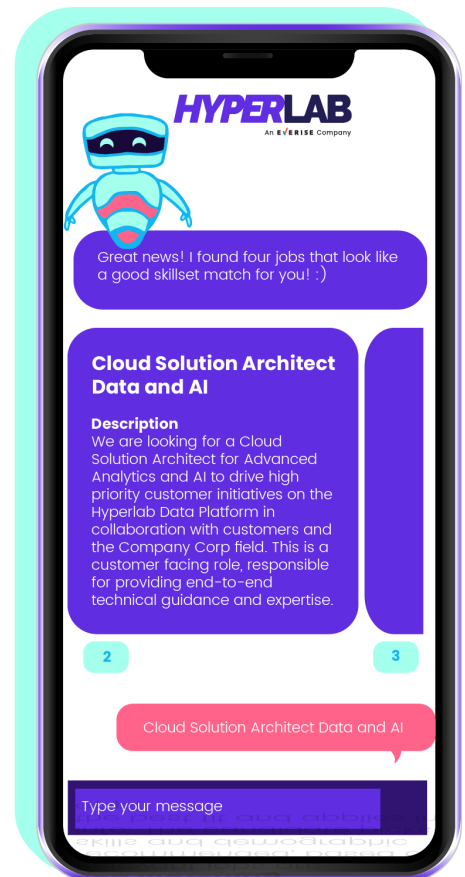 HYPERLAB
An EVERISE Company
Great news! I found four jobs that look like
a good skillset match for you! :)
Cloud Solution Architect
Data and AI
Description
We are looking for a Cloud
Solution Architect for Advanced
Analytics and AI to drive high
priority customer initiatives on the
Hyperlab Data Platform in
collaboration with customers and
the Company Corp field. This is a
customer facing role, responsible
for providing end-to-end
technical guidance and expertise.
2
3
Cloud Solution Architect Data and AI
Type your message
skills and demographic